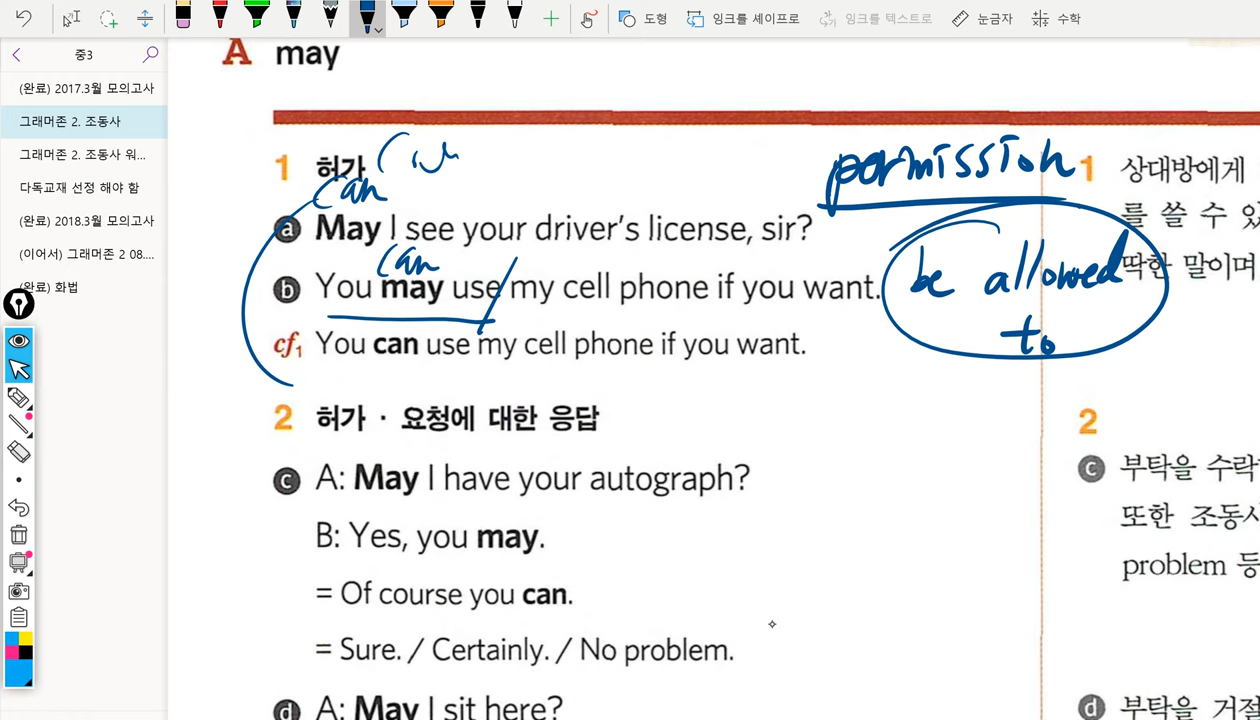 도형
잉크를 셰이프로
잉크를 텍스트로
눈금자
수학
중3
(완료) 2017.3월 모의고사
그래머존 2. 조동사
그래머존 2. 조동사 워...
다독교재 선정 해야 함
(완료) 2018.3월 모의고사
(이어서) 그래머존 2 08....
(완료) 화법
A may
1 허가
can
permission
ⓐ May I see your driver's license, sir?
can
ⓑ You may use my cell phone if you want.
be allowed
to
cf1 You can use my cell phone if you want.
2 허가 · 요청에 대한 응답
ⓒ A: May I have your autograph?
B: Yes, you may.
= Of course you can.
= Sure. / Certainly. / No problem.
ⓓ A: May I sit here?
1 상대방에게
를 쓸 수 있
딱한 말이며
2
ⓒ 부탁을 수락
또한 조동사
problem 등
ⓓ 부탁을 거절